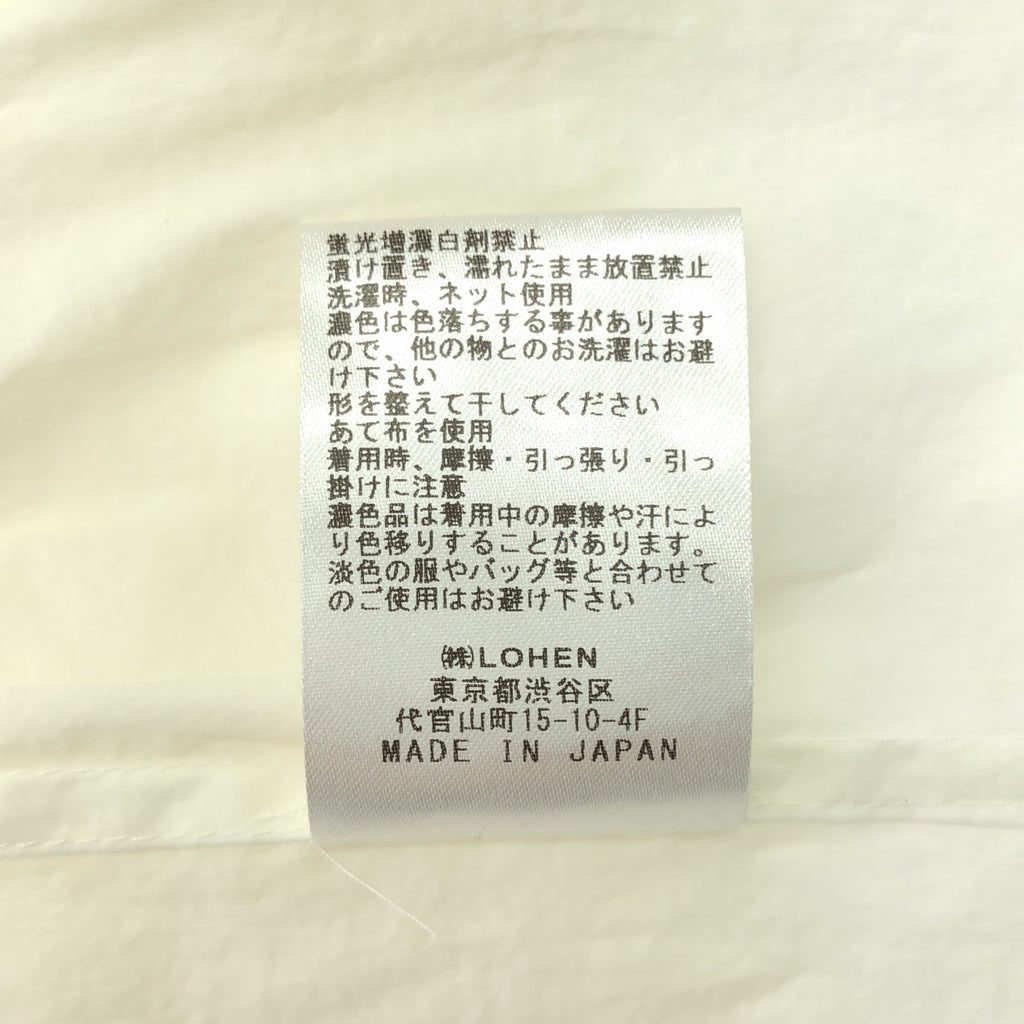 蛍光増濃白剤禁止
漬け置き、濡れたまま放置禁止
洗濯時、ネット使用
濃色は色落ちする事があります
ので、他の物とのお洗濯はお避
け下さい
形を整えて干してください
あて布を使用
着用時、摩擦・引っ張り・引っ
掛けに注意
濃色品は着用中の摩擦や汗によ
り色移りすることがあります。
淡色の服やバッグ等と合わせて
のご使用はお避け下さい
㈱LOHEN
東京都渋谷区
代官山町15-10-4F
MADE IN JAPAN